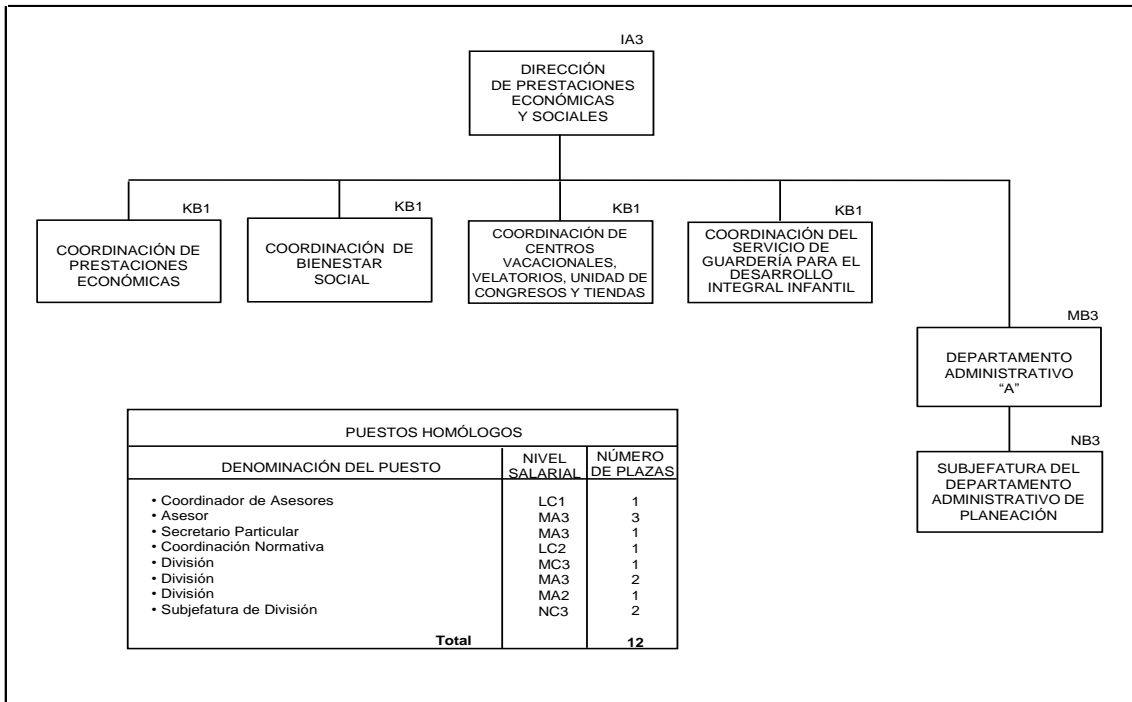 IA3
DIRECCIÓN
DE PRESTACIONES
ECONÓMICAS
Y SOCIALES
KB1
COORDINACIÓN DE
PRESTACIONES
ECONÓMICAS
KB1
COORDINACIÓN DE
BIENESTAR
SOCIAL
KB1
COORDINACIÓN DE
CENTROS
VACACIONALES,
VELATORIOS, UNIDAD DE
CONGRESOS Y TIENDAS
KB1
COORDINACIÓN DEL
SERVICIO DE
GUARDERÍA PARA EL
DESARROLLO
INTEGRAL INFANTIL
MB3
DEPARTAMENTO
ADMINISTRATIVO
“A”
NB3
SUBJEFATURA DEL
DEPARTAMENTO
ADMINISTRATIVO DE
PLANEACIÓN
PUESTOS HOMÓLOGOS
DENOMINACIÓN DEL PUESTO
NIVEL
SALARIAL
NÚMERO
DE PLAZAS
• Coordinador de Asesores LC1 1
• Asesor MA3 3
• Secretario Particular MA3 1
• Coordinación Normativa LC2 1
• División MC3 1
• División MA3 2
• División MA2 1
• Subjefatura de División NC3 2
Total 12